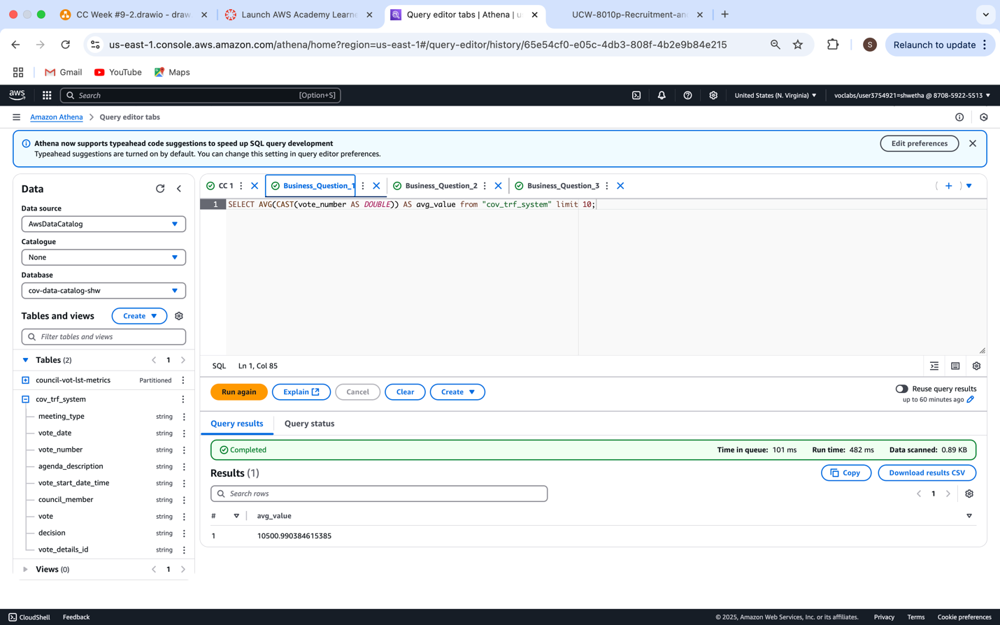 CC Week #9-2.drawio - draw
Launch AWS Academy Learne
Query editor tabs | Athena | u
UCW-8010p-Recruitment-and
us-east-1.console.aws.amazon.com/athena/home?region=us-east-1#/query-editor/history/65e54cf0-e05c-4db3-808f-4b2e9b84e215
S
Relaunch to update
Gmail
YouTube
Maps
aws
Search
[Option+S]
United States (N. Virginia)
voclabs/user3754921=shwetha @ 8708-5922-5513
Amazon Athena
Query editor tabs
Athena now supports typeahead code suggestions to speed up SQL query development
Typeahead suggestions are turned on by default. You can change this setting in query editor preferences.
Edit preferences
Data
Data source
AwsDataCatalog
Catalogue
None
Database
cov-data-catalog-shw
Tables and views
Create
Filter tables and views
Tables (2)
1
council-vot-lst-metrics
Partitioned
cov_trf_system
meeting_type string
vote_date string
vote_number string
agenda_description string
vote_start_date_time string
council_member string
vote string
decision string
vote_details_id string
Views (0)
1
CC 1
Business_Question_1
Business_Question_2
Business_Question_3
1 SELECT AVG(CAST(vote_number AS DOUBLE)) AS avg_value from "cov_trf_system" limit 10;
SQL
Ln 1, Col 85
Run again
Explain
Cancel
Clear
Create
Reuse query results
up to 60 minutes ago
Query results
Query status
Completed
Time in queue: 101 ms
Run time: 482 ms
Data scanned: 0.89 KB
Results (1)
Copy
Download results CSV
Search rows
1
# avg_value
1 10500.990384615385
CloudShell
Feedback
© 2025, Amazon Web Services, Inc. or its affiliates.
Privacy
Terms
Cookie preferences